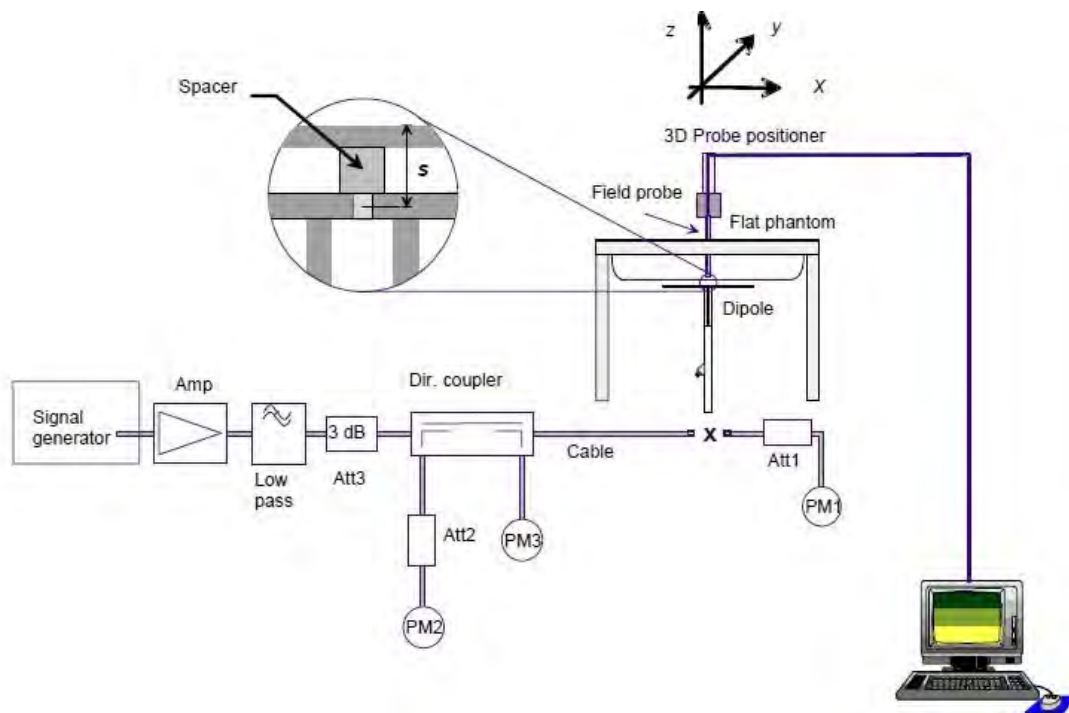 z
y
x
Spacer
s
3D Probe positioner
Field probe
Flat phantom
Dipole
Dir. coupler
Amp
Signal
generator
3 dB
Low
pass
Att3
Cable
X
Att1
PM1
Att2
PM3
PM2